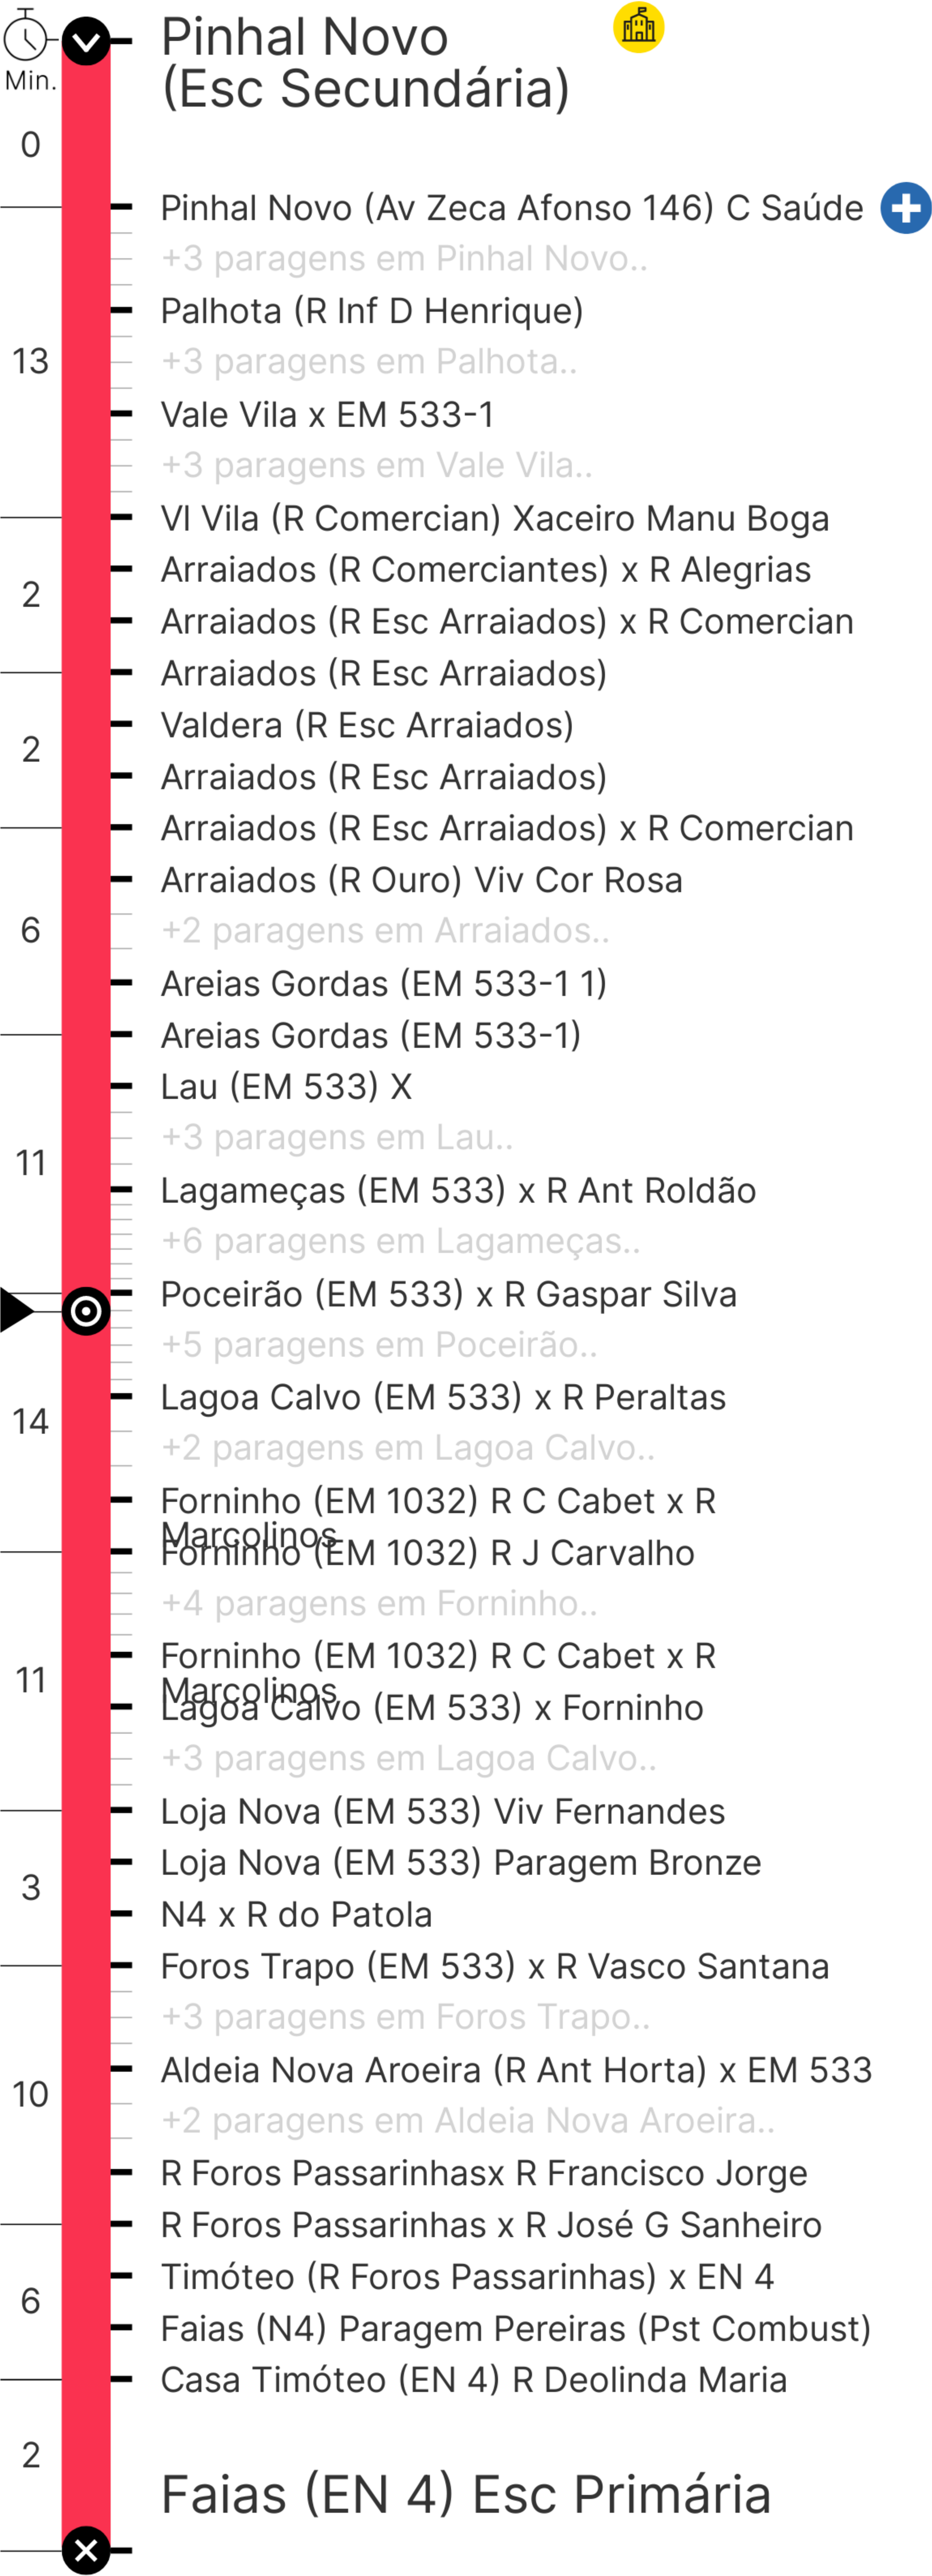 Min.
Pinhal Novo
(Esc Secundária)
0
Pinhal Novo (Av Zeca Afonso 146) C Saúde
+3 paragens em Pinhal Novo..
Palhota (R Inf D Henrique)
13
+3 paragens em Palhota..
Vale Vila x EM 533-1
+3 paragens em Vale Vila..
Vl Vila (R Comercian) Xaceiro Manu Boga
Arraiados (R Comerciantes) x R Alegrias
2
Arraiados (R Esc Arraiados) x R Comercian
Arraiados (R Esc Arraiados)
Valdera (R Esc Arraiados)
2
Arraiados (R Esc Arraiados)
Arraiados (R Esc Arraiados) x R Comercian
Arraiados (R Ouro) Viv Cor Rosa
6
+2 paragens em Arraiados..
Areias Gordas (EM 533-1 1)
Areias Gordas (EM 533-1)
Lau (EM 533) X
+3 paragens em Lau..
11
Lagameças (EM 533) x R Ant Roldão
+6 paragens em Lagameças..
Poceirão (EM 533) x R Gaspar Silva
+5 paragens em Poceirão..
Lagoa Calvo (EM 533) x R Peraltas
14
+2 paragens em Lagoa Calvo..
Forninho (EM 1032) R C Cabet x R
Marcolinos
Forninho (EM 1032) R J Carvalho
+4 paragens em Forninho..
Forninho (EM 1032) R C Cabet x R
11
Marcolinos
Lagoa Calvo (EM 533) x Forninho
+3 paragens em Lagoa Calvo..
Loja Nova (EM 533) Viv Fernandes
Loja Nova (EM 533) Paragem Bronze
3
N4 x R do Patola
Foros Trapo (EM 533) x R Vasco Santana
+3 paragens em Foros Trapo..
Aldeia Nova Aroeira (R Ant Horta) x EM 533
10
+2 paragens em Aldeia Nova Aroeira..
R Foros Passarinhasx R Francisco Jorge
R Foros Passarinhas x R José G Sanheiro
Timóteo (R Foros Passarinhas) x EN 4
6
Faias (N4) Paragem Pereiras (Pst Combust)
Casa Timóteo (EN 4) R Deolinda Maria
2
Faias (EN 4) Esc Primária